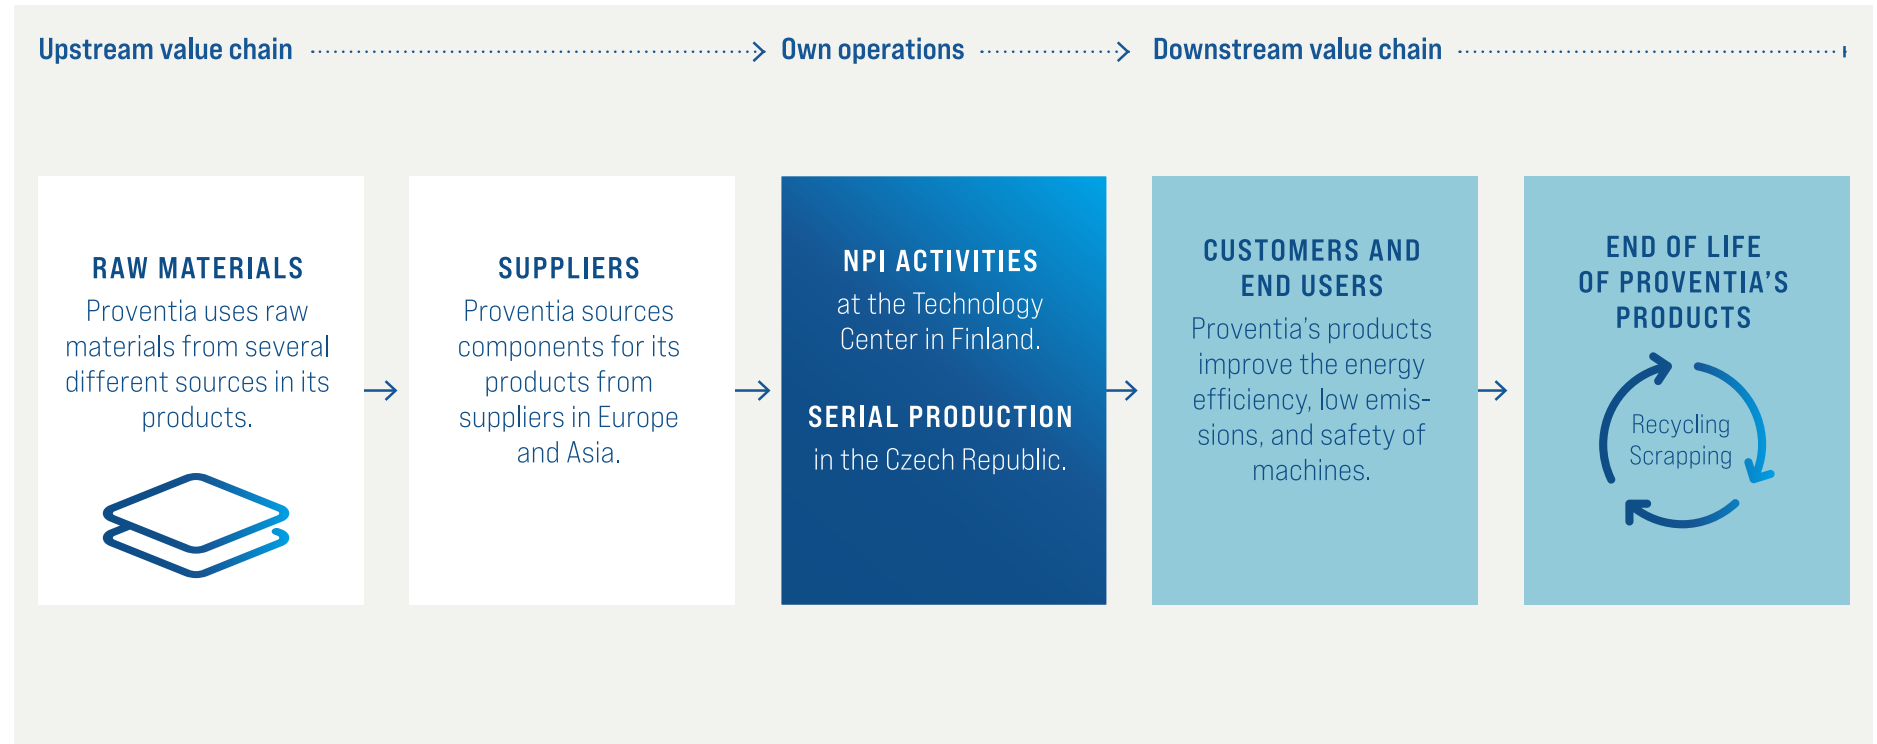 Upstream value chain
Own operations
Downstream value chain
RAW MATERIALS
Proventia uses raw
materials from several
different sources in its
products.
SUPPLIERS
Proventia sources
components for its
products from
suppliers in Europe
and Asia.
NPI ACTIVITIES
at the Technology
Center in Finland.
SERIAL PRODUCTION
in the Czech Republic.
CUSTOMERS AND
END USERS
Proventia's products
improve the energy
efficiency, low emis-
sions, and safety of
machines.
END OF LIFE
OF PROVENTIA'S
PRODUCTS
Recycling
Scrapping